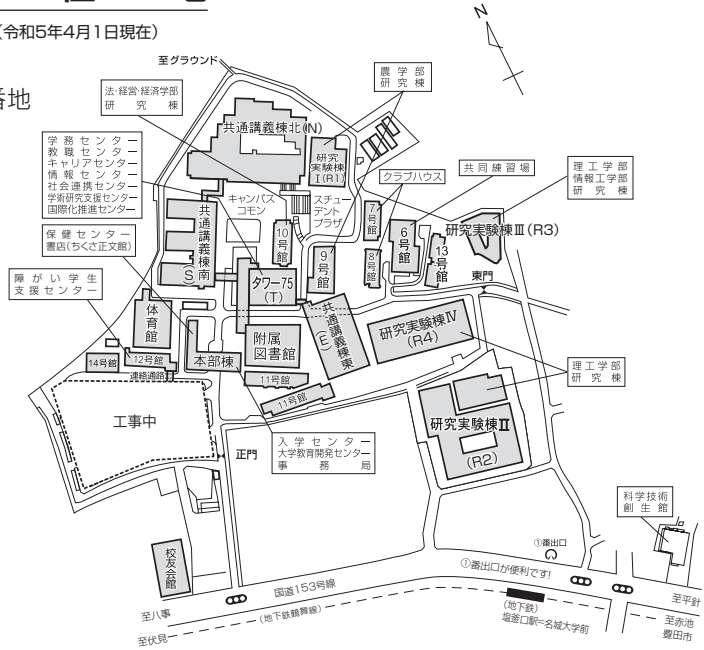 (令和5年4月1日現在)
番地
N
至グラウンド
法・経営・経済学部
研究棟
農学部
研究棟
共通講義棟北(N)
研究
実験棟
I(R1)
クラブハウス
共同練習場
理工学部
情報工学部
研究棟
学務センター
教職センター
キャリアセンター
情報センター
社会連携センター
学術研究支援センター
国際化推進センター
キャンパス
コモン
スチュー
デント
プラザ
共通講義棟南
(S)
10号館
7号館
6号館
研究実験棟Ⅲ(R3)
保健センター
書店(ちくさ正文館)
タワー75
(T)
9号館
8号館
13号館
東門
障がい学生
支援センター
体育館
附属
図書館
共通講義棟東
(E)
研究実験棟Ⅳ
(R4)
14号館
12号館
連絡通路
本部棟
11号館
11号館
理工学部
研究棟
工事中
正門
入学センター
大学教育開発センター
事務局
研究実験棟Ⅱ
(R2)
科学技術
創生館
校友会館
①番出口
①番出口が便利です!
国道153号線
至八事
(地下鉄鶴舞線)
至伏見
(地下鉄)
塩釜口駅=名城大学前
至平針
至赤池
豊田市